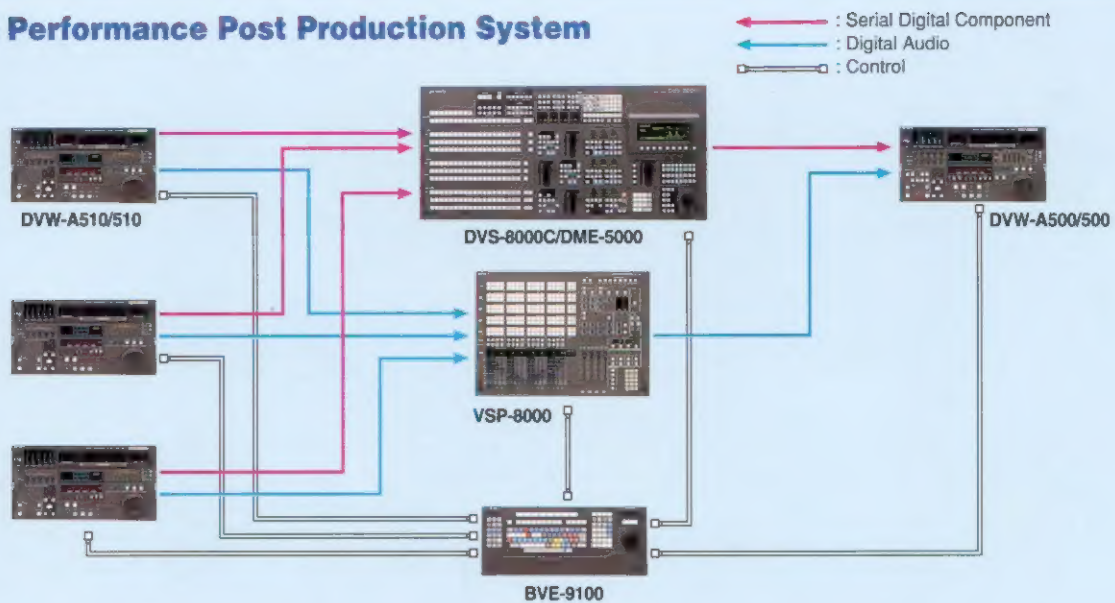 Performance Post Production System
: Serial Digital Component
: Digital Audio
: Control
DVW-A510/510
DVS-8000C/DME-5000
DVW-A500/500
VSP-8000
BVE-9100